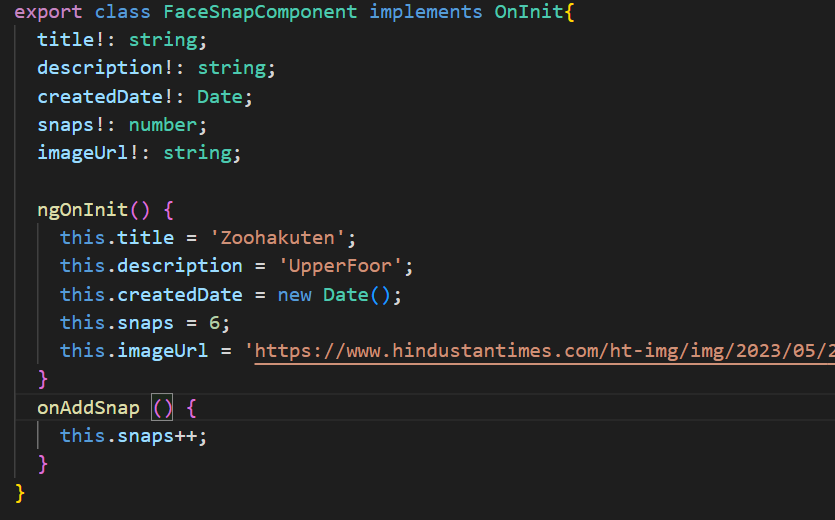 export class FaceSnapComponent implements OnInit{
title!: string;
description!: string;
createdDate!: Date;
snaps!: number;
imageUrl!: string;
ngOnInit() {
this.title = 'Zoohakuten';
this.description = 'UpperFoor';
this.createdDate = new Date();
this.snaps = 6;
this.imageUrl = 'https://www.hindustantimes.com/ht-img/img/2023/05/2
}
onAddSnap () {
this.snaps++;
}
}